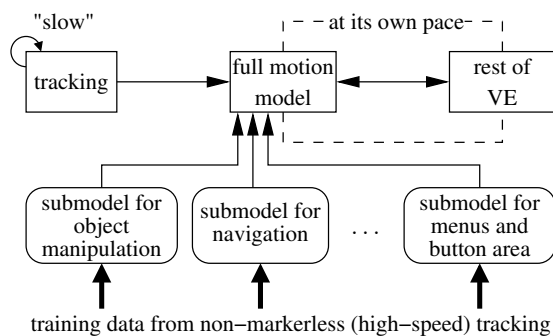 "slow"
at its own pace
tracking
full motion
model
rest of
VE
submodel for
object
manipulation
submodel for
navigation
. . .
submodel for
menus and
button area
training data from non−markerless (high−speed) tracking